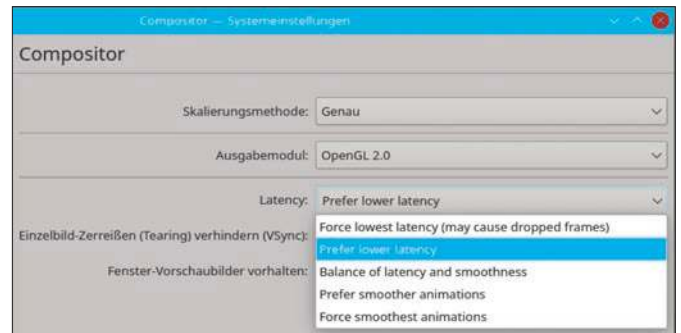 Compositor — Systemeinstellungen
Compositor
Skalierungsmethode: Genau
Ausgabemodul: OpenGL 2.0
Latency: Prefer lower latency
Force lowest latency (may cause dropped frames)
Einzelbild-Zerreißen (Tearing) verhindern (VSync):
Prefer lower latency
Fenster-Vorschaubilder vorhalten: Balance of latency and smoothness
Prefer smoother animations
Force smoothest animations